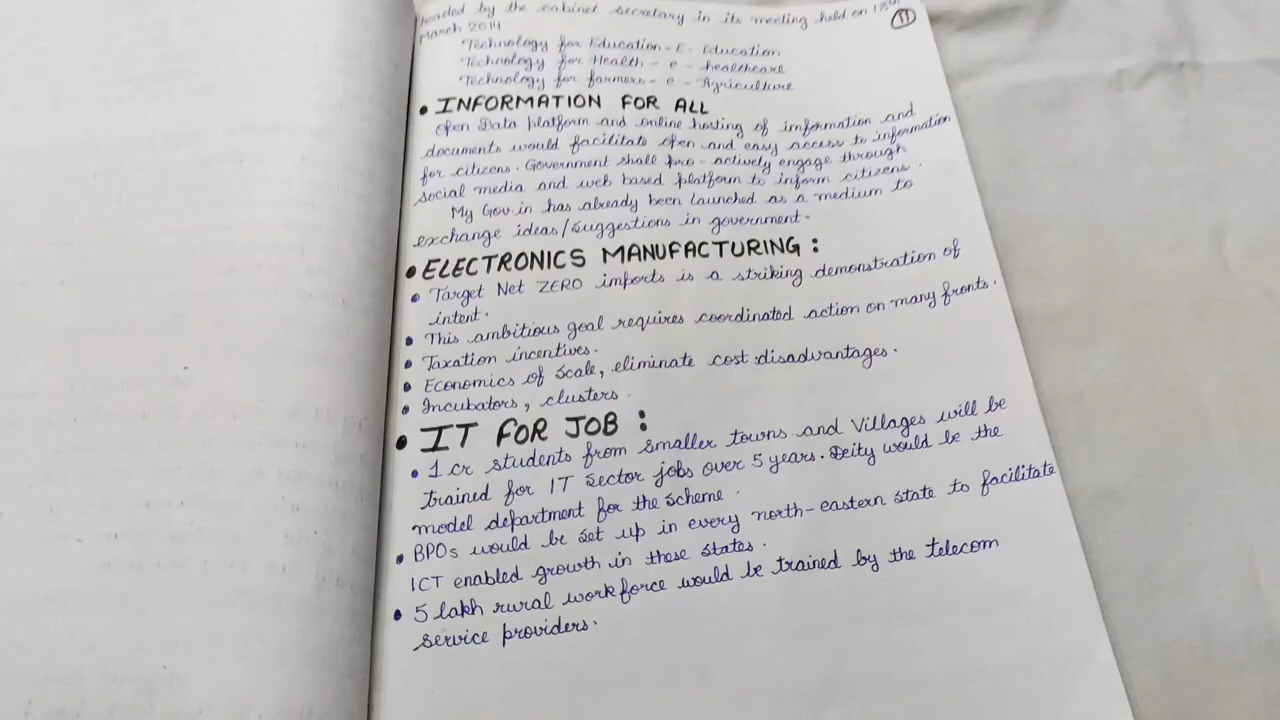 headed by the cabinet secretary in its meeting held on 18th
March 2014
11
Technology for Education - E - Education
Technology for Health - e - healthcare
Technology for farmers - e - Agriculture
• INFORMATION FOR ALL
open Data platform and online hosting of information and
documents would facilitate open and easy access to information
for citizens. Government shall pro-actively engage through
social media and web based platform to inform citizens.
My Gov.in has already been launched as a medium to
exchange ideas/suggestions in government.
• ELECTRONICS MANUFACTURING :
• Target Net ZERO imports is a striking demonstration of
intent.
• This ambitious goal requires coordinated action on many fronts.
• Taxation incentives.
• Economics of Scale, eliminate cost disadvantages.
• Incubators, clusters.
• IT FOR JOB :
• 1 cr students from smaller towns and Villages will be
trained for IT Sector jobs over 5 years. Deity would be the
model department for the scheme.
• BPOs would be set up in every north-eastern state to facilitate
ICT enabled growth in these states.
• 5 lakh rural workforce would be trained by the telecom
service providers.